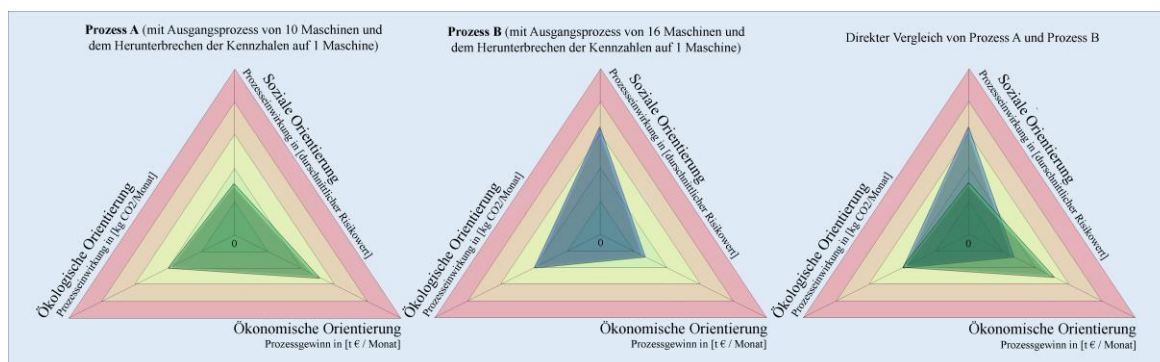 Prozess A (mit Ausgangsprozess von 10 Maschinen und
dem Herunterbrechen der Kennzhalen auf 1 Maschine)
Soziale Orientierung
Prozesseinwirkung in [durschnittlicher Risikowert]
Ökologische Orientierung
Prozesseinwirkung in [kg CO2/Monat]
0
Ökonomische Orientierung
Prozessgewinn in [t € / Monat]
Prozess B (mit Ausgangsprozess von 16 Maschinen und
dem Herunterbrechen der Kennzahlen auf 1 Maschine)
Soziale Orientierung
Prozesseinwirkung in [durschnittlicher Risikowert]
Ökologische Orientierung
Prozesseinwirkung in [kg CO2/Monat]
0
Ökonomische Orientierung
Prozessgewinn in [t € / Monat]
Direkter Vergleich von Prozess A und Prozess B
Soziale Orientierung
Prozesseinwirkung in [durschnittlicher Risikowert]
Ökologische Orientierung
Prozesseinwirkung in [kg CO2/Monat]
0
Ökonomische Orientierung
Prozessgewinn in [t € / Monat]